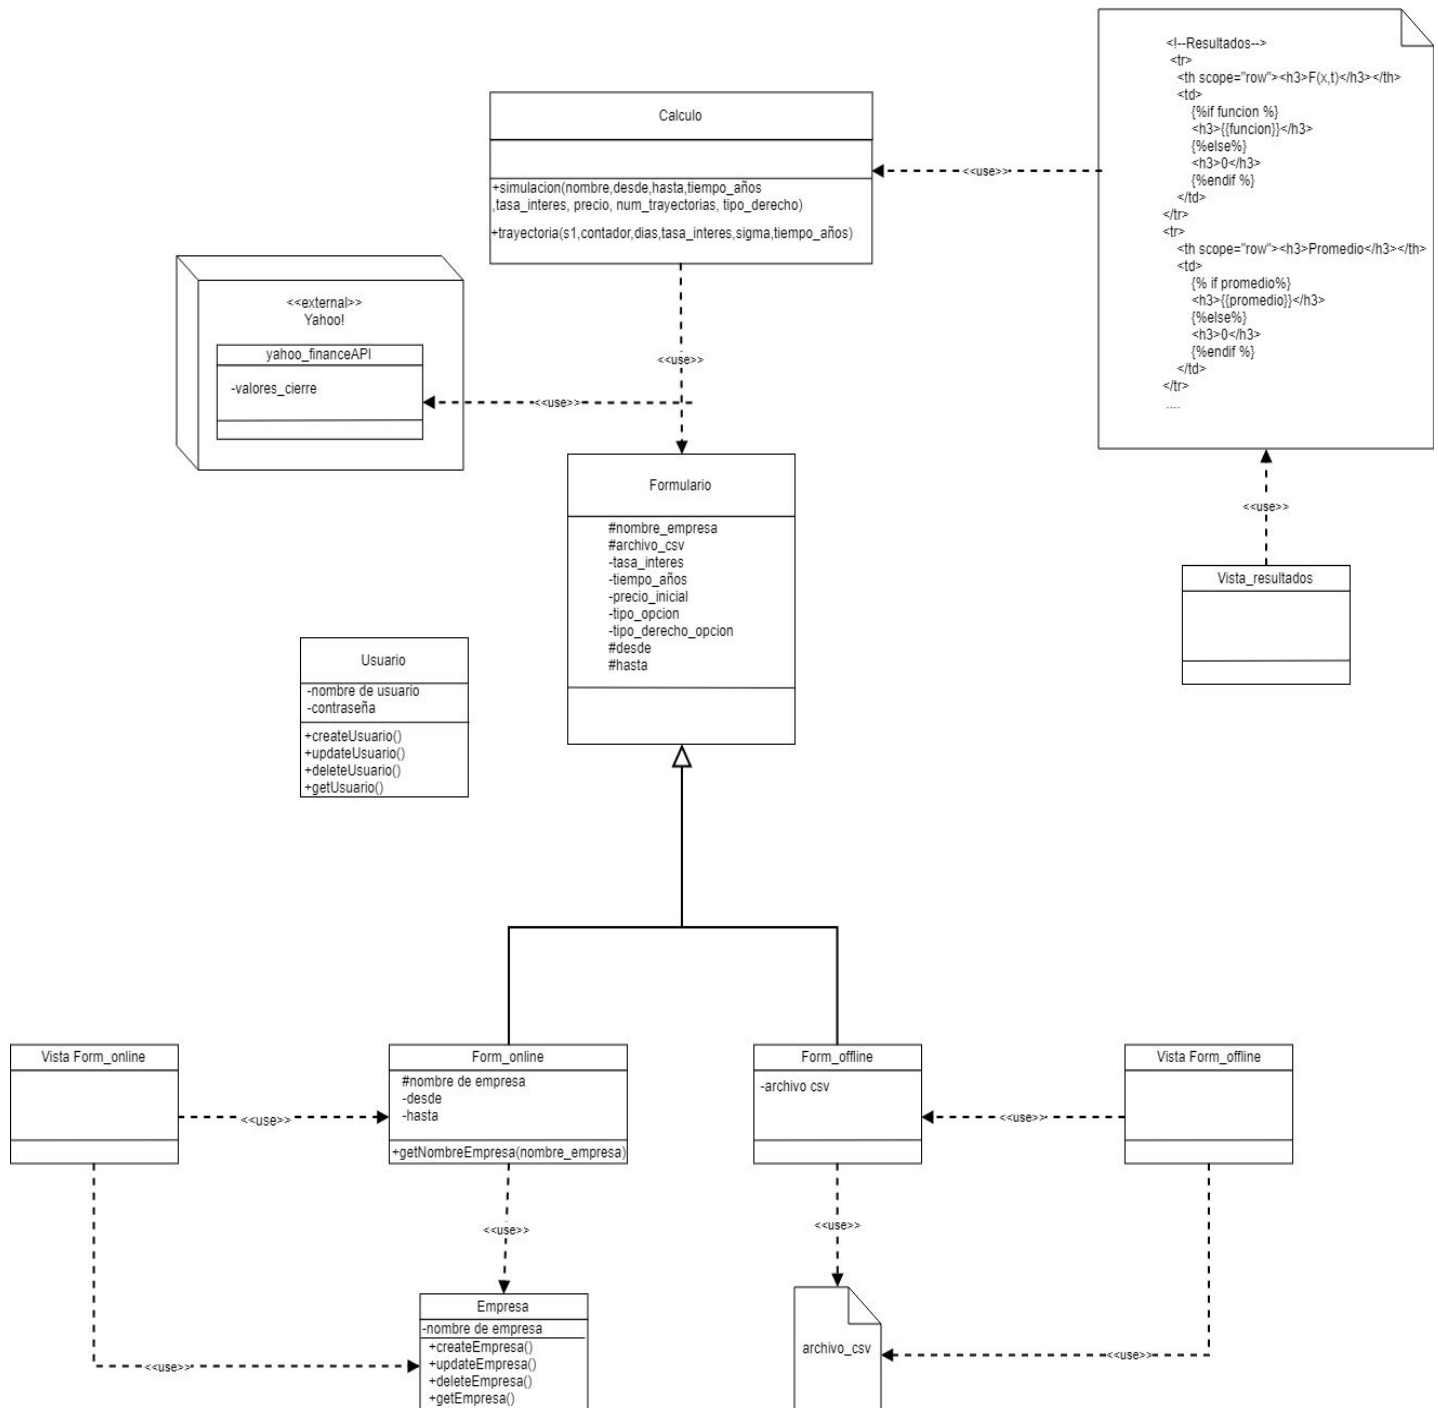 <!--Resultados-->
<tr>
<th scope="row"><h3>F(x,t)</h3></th>
<td>
{%if funcion %}
<h3>{{funcion}}</h3>
{%else%}
<h3>0</h3>
{%endif %}
</td>
</tr>
<tr>
<th scope="row"><h3>Promedio</h3></th>
<td>
{% if promedio%}
<h3>{{promedio}}</h3>
{%else%}
<h3>0</h3>
{%endif %}
</td>
</tr>
....
Calculo
+simulacion(nombre,desde,hasta,tiempo_años
,tasa_interes, precio, num_trayectorias, tipo_derecho)
+trayectoria(s1,contador,dias,tasa_interes,sigma,tiempo_años)
<<use>>
<<external>>
Yahoo!
yahoo_financeAPI
-valores_cierre
<<use>>
<<use>>
Formulario
#nombre_empresa
#archivo_csv
-tasa_interes
-tiempo_años
-precio_inicial
-tipo_opcion
-tipo_derecho_opcion
#desde
#hasta
<<use>>
Vista_resultados
Usuario
-nombre de usuario
-contraseña
+createUsuario()
+updateUsuario()
+deleteUsuario()
+getUsuario()
Vista Form_online
<<use>>
Form_online
#nombre de empresa
-desde
-hasta
+getNombreEmpresa(nombre_empresa)
Form_offline
-archivo csv
<<use>>
Vista Form_offline
<<use>>
<<use>>
Empresa
-nombre de empresa
+createEmpresa()
+updateEmpresa()
+deleteEmpresa()
+getEmpresa()
<<use>>
archivo_csv
<<use>>